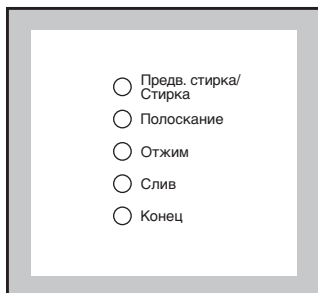 Предв. стирка/
Стирка
Полоскание
Отжим
Слив
Конец